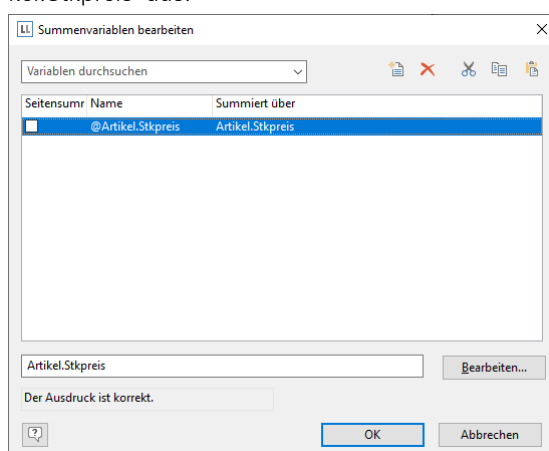 LL Summenvariablen bearbeiten
Variablen durchsuchen
Seitensumr Name Summiert über
@Artikel.Stkpreis Artikel.Stkpreis
Artikel.Stkpreis
Bearbeiten...
Der Ausdruck ist korrekt.
OK Abbrechen